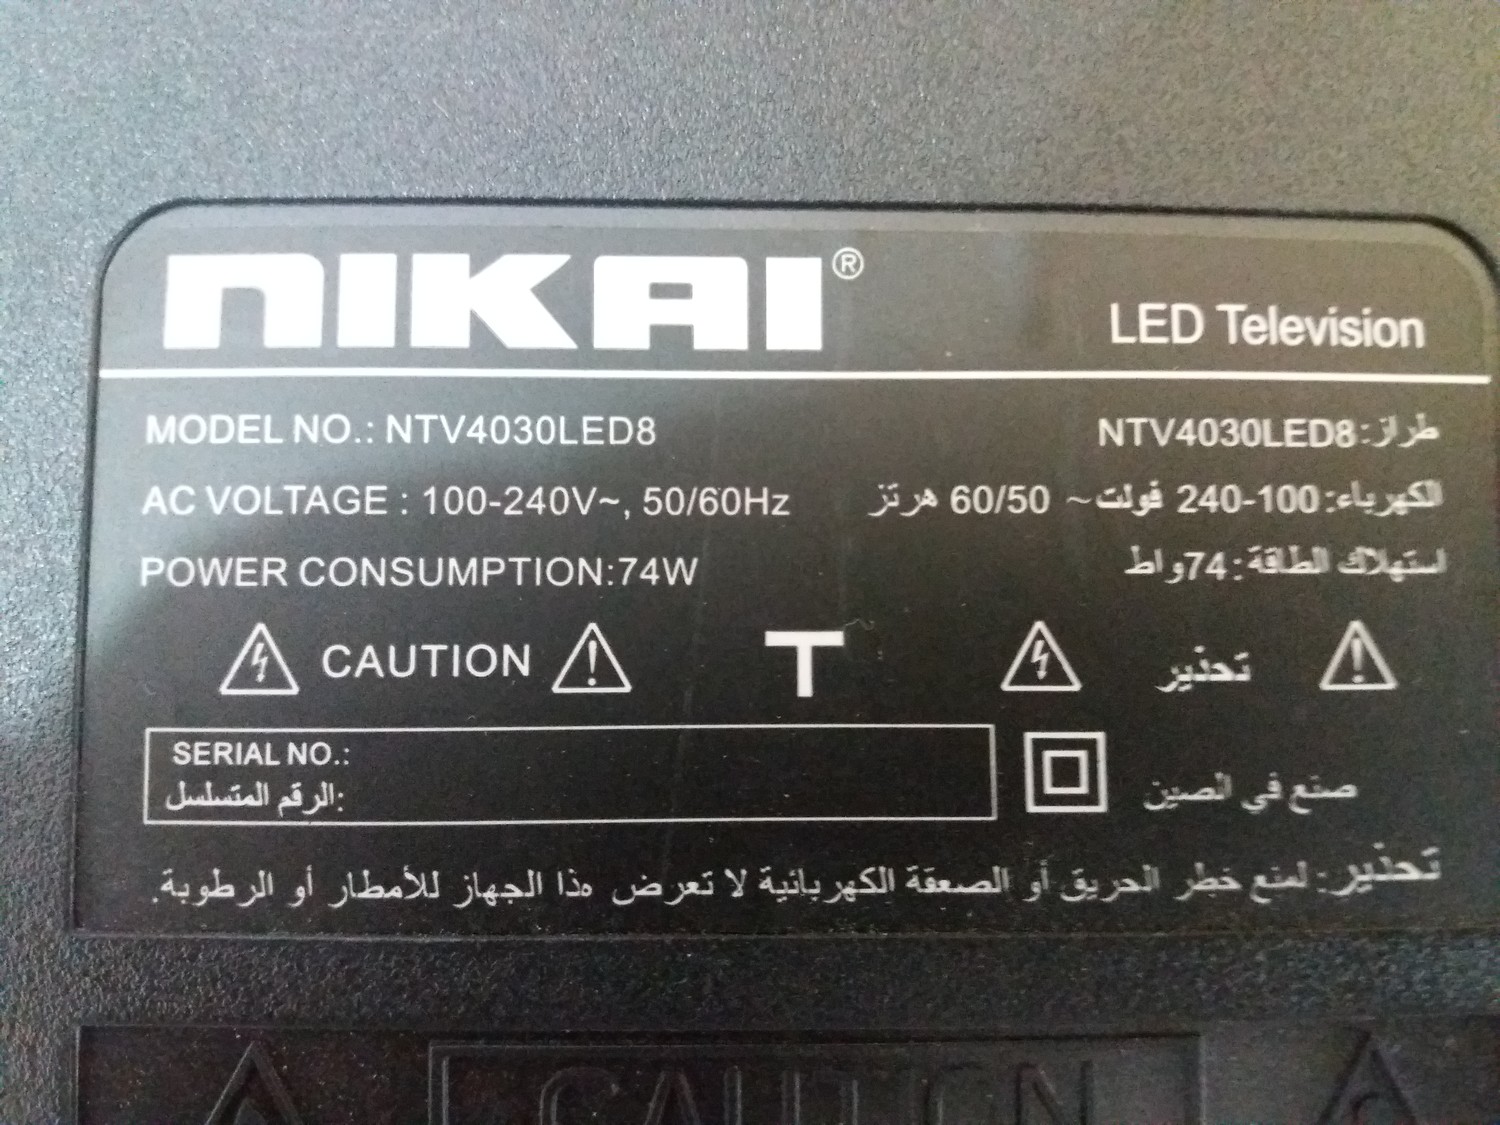 NIKAI®
LED Television
MODEL NO.: NTV4030LED8
طراز:NTV4030LED8
AC VOLTAGE : 100-240V~, 50/60Hz
الكهرباء:100-240 فولت~ 60/50 هرتز
POWER CONSUMPTION:74W
استهلاك الطاقة:74واط
CAUTION
T
تحذير
SERIAL NO.:
الرقم المتسلسل:
صنع في الصين
تحذير: لمنع خطر الحريق أو الصعقة الكهربائية لا تعرض هذا الجهاز للأمطار أو الرطوبة.
CAUTION